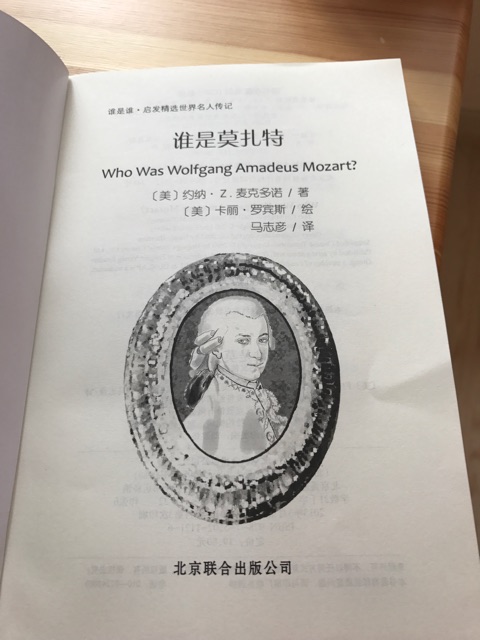 谁是谁·启发精选世界名人传记
谁是莫扎特
Who Was Wolfgang Amadeus Mozart?
〔美〕约纳·Z.麦克多诺 / 著
〔美〕卡丽·罗宾斯 / 绘
马志彦 / 译
北京联合出版公司